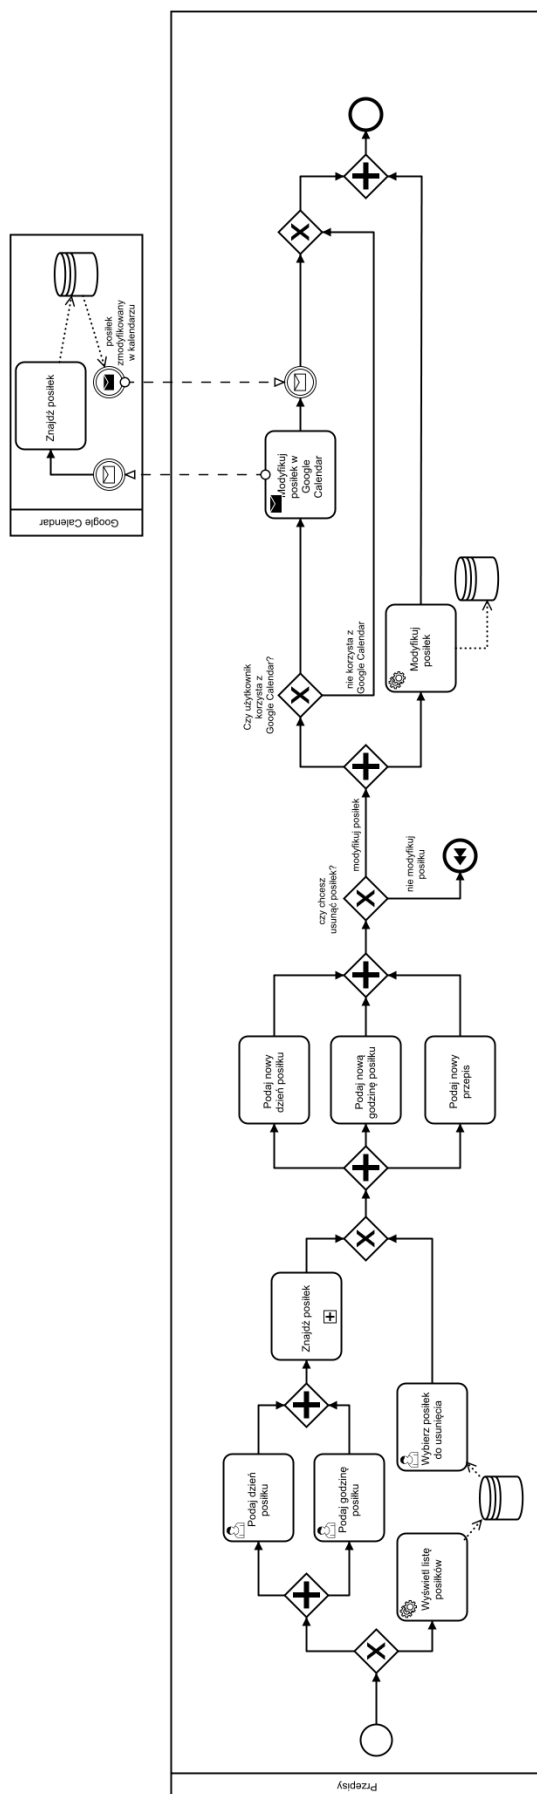 Google Calendar
Znajdź posiłek
posiłek
zmodyfikowany
w kalendarzu
Przepisy
Podaj dzień
posiłku
Podaj godzinę
posiłku
Wyświetl listę
posiłków
Wybierz posiłek
do usunięcia
Znajdź posiłek
Podaj nowy
dzień posiłku
Podaj nową
godzinę posiłku
Podaj nowy
przepis
czy chcesz
usunąć posiłek?
modyfikuj posiłek
nie modyfikuj
posiłku
Czy użytkownik
korzysta z
Google Calendar?
nie korzysta z
Google Calendar
Modyfikuj
posiłek w
Google
Calendar
Modyfikuj
posiłek